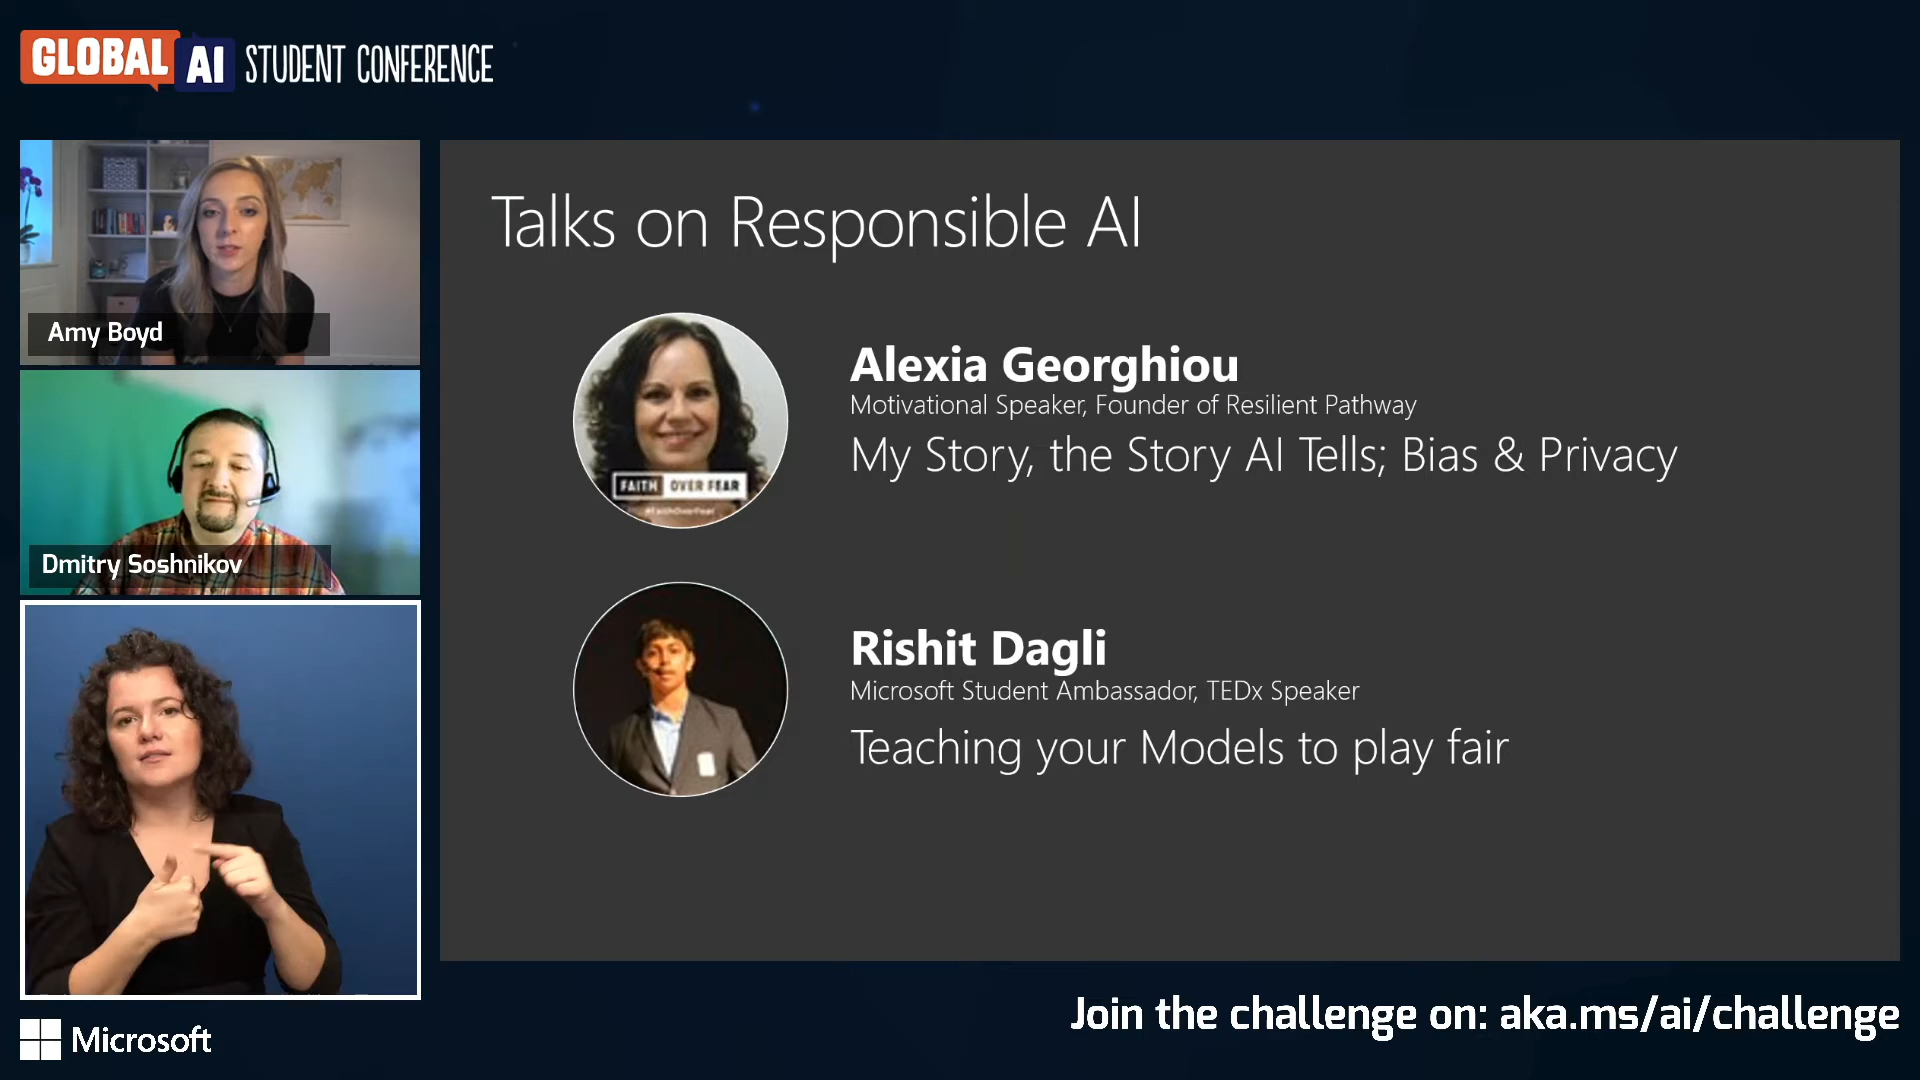 GLOBAL AI STUDENT CONFERENCE
Amy Boyd
Dmitry Soshnikov
Talks on Responsible AI
FAITH OVER FEAR
#FaithOverFear
Alexia Georghiou
Motivational Speaker, Founder of Resilient Pathway
My Story, the Story AI Tells; Bias & Privacy
Rishit Dagli
Microsoft Student Ambassador, TEDx Speaker
Teaching your Models to play fair
Microsoft
Join the challenge on: aka.ms/ai/challenge